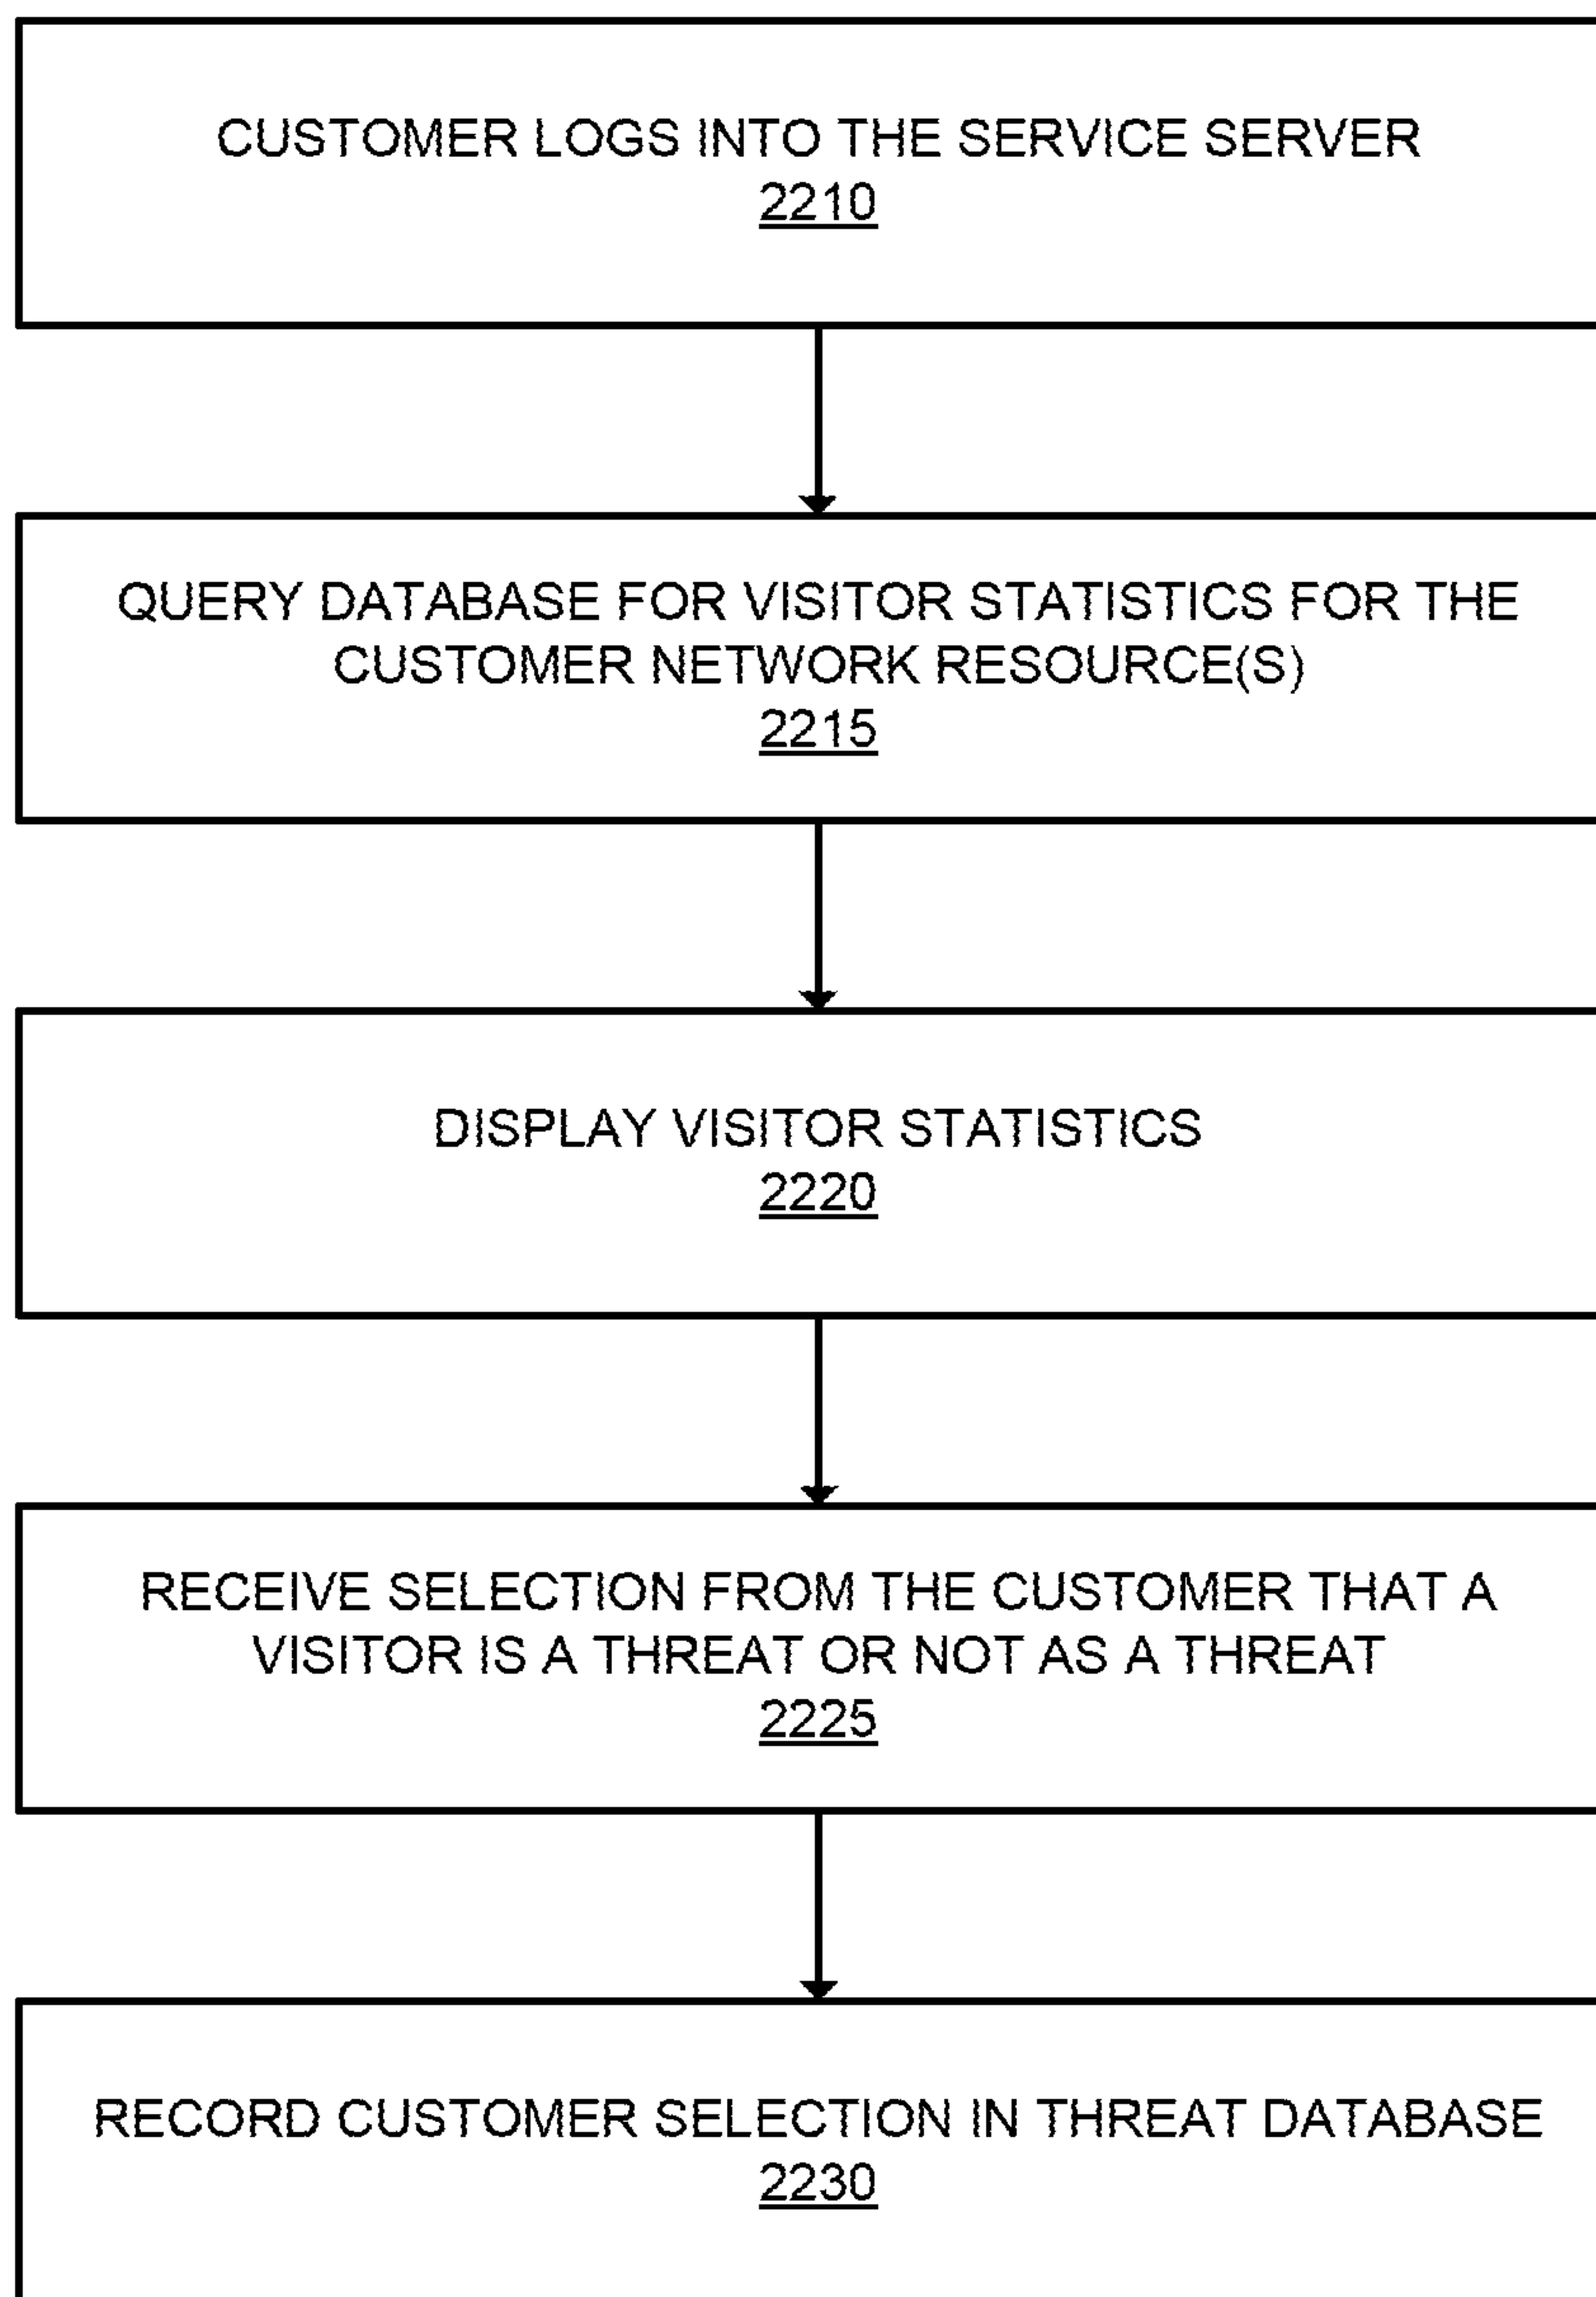 CUSTOMER LOGS INTO THE SERVICE SERVER
2210
QUERY DATABASE FOR VISITOR STATISTICS FOR THE
CUSTOMER NETWORK RESOURCE(S)
2215
DISPLAY VISITOR STATISTICS
2220
RECEIVE SELECTION FROM THE CUSTOMER THAT A
VISITOR IS A THREAT OR NOT AS A THREAT
2225
RECORD CUSTOMER SELECTION IN THREAT DATABASE
2230